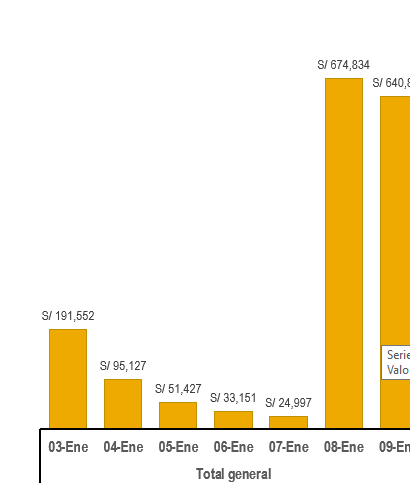 S/ 674,834
S/ 191,552
S/ 95,127
S/ 51,427
S/ 33,151
S/ 24,997
03-Ene 04-Ene 05-Ene 06-Ene 07-Ene 08-Ene
Total general